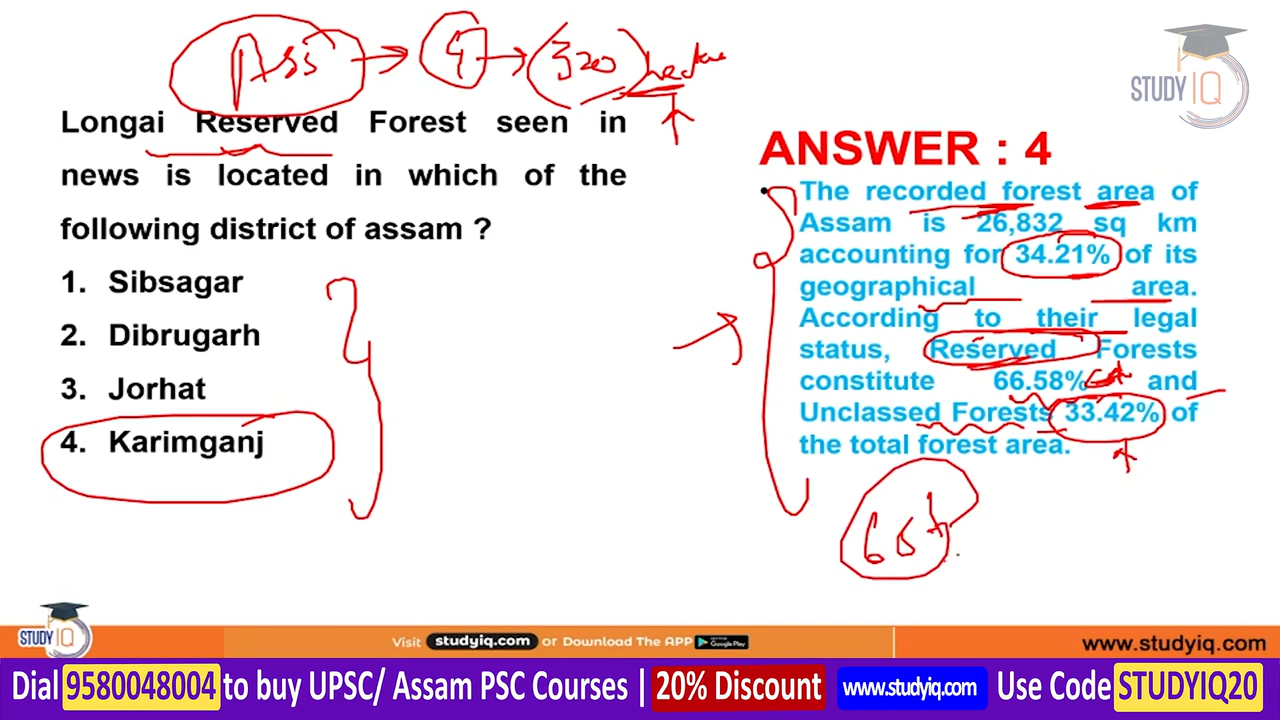 Ass → 4 → 320
STUDY IQ
Longai Reserved Forest seen in
news is located in which of the
following district of assam ?
1. Sibsagar
2. Dibrugarh
3. Jorhat
4. Karimganj
ANSWER : 4
• The recorded forest area of
Assam is 26,832 sq km
accounting for 34.21% of its
geographical area.
According to their legal
status, Reserved Forests
constitute 66.58% and
Unclassed Forests 33.42% of
the total forest area.
STUDY IQ
Visit studyiq.com or Download The APP Google Play
www.studyiq.com
Dial 9580048004 to buy UPSC/ Assam PSC Courses | 20% Discount www.studyiq.com Use Code STUDYIQ20